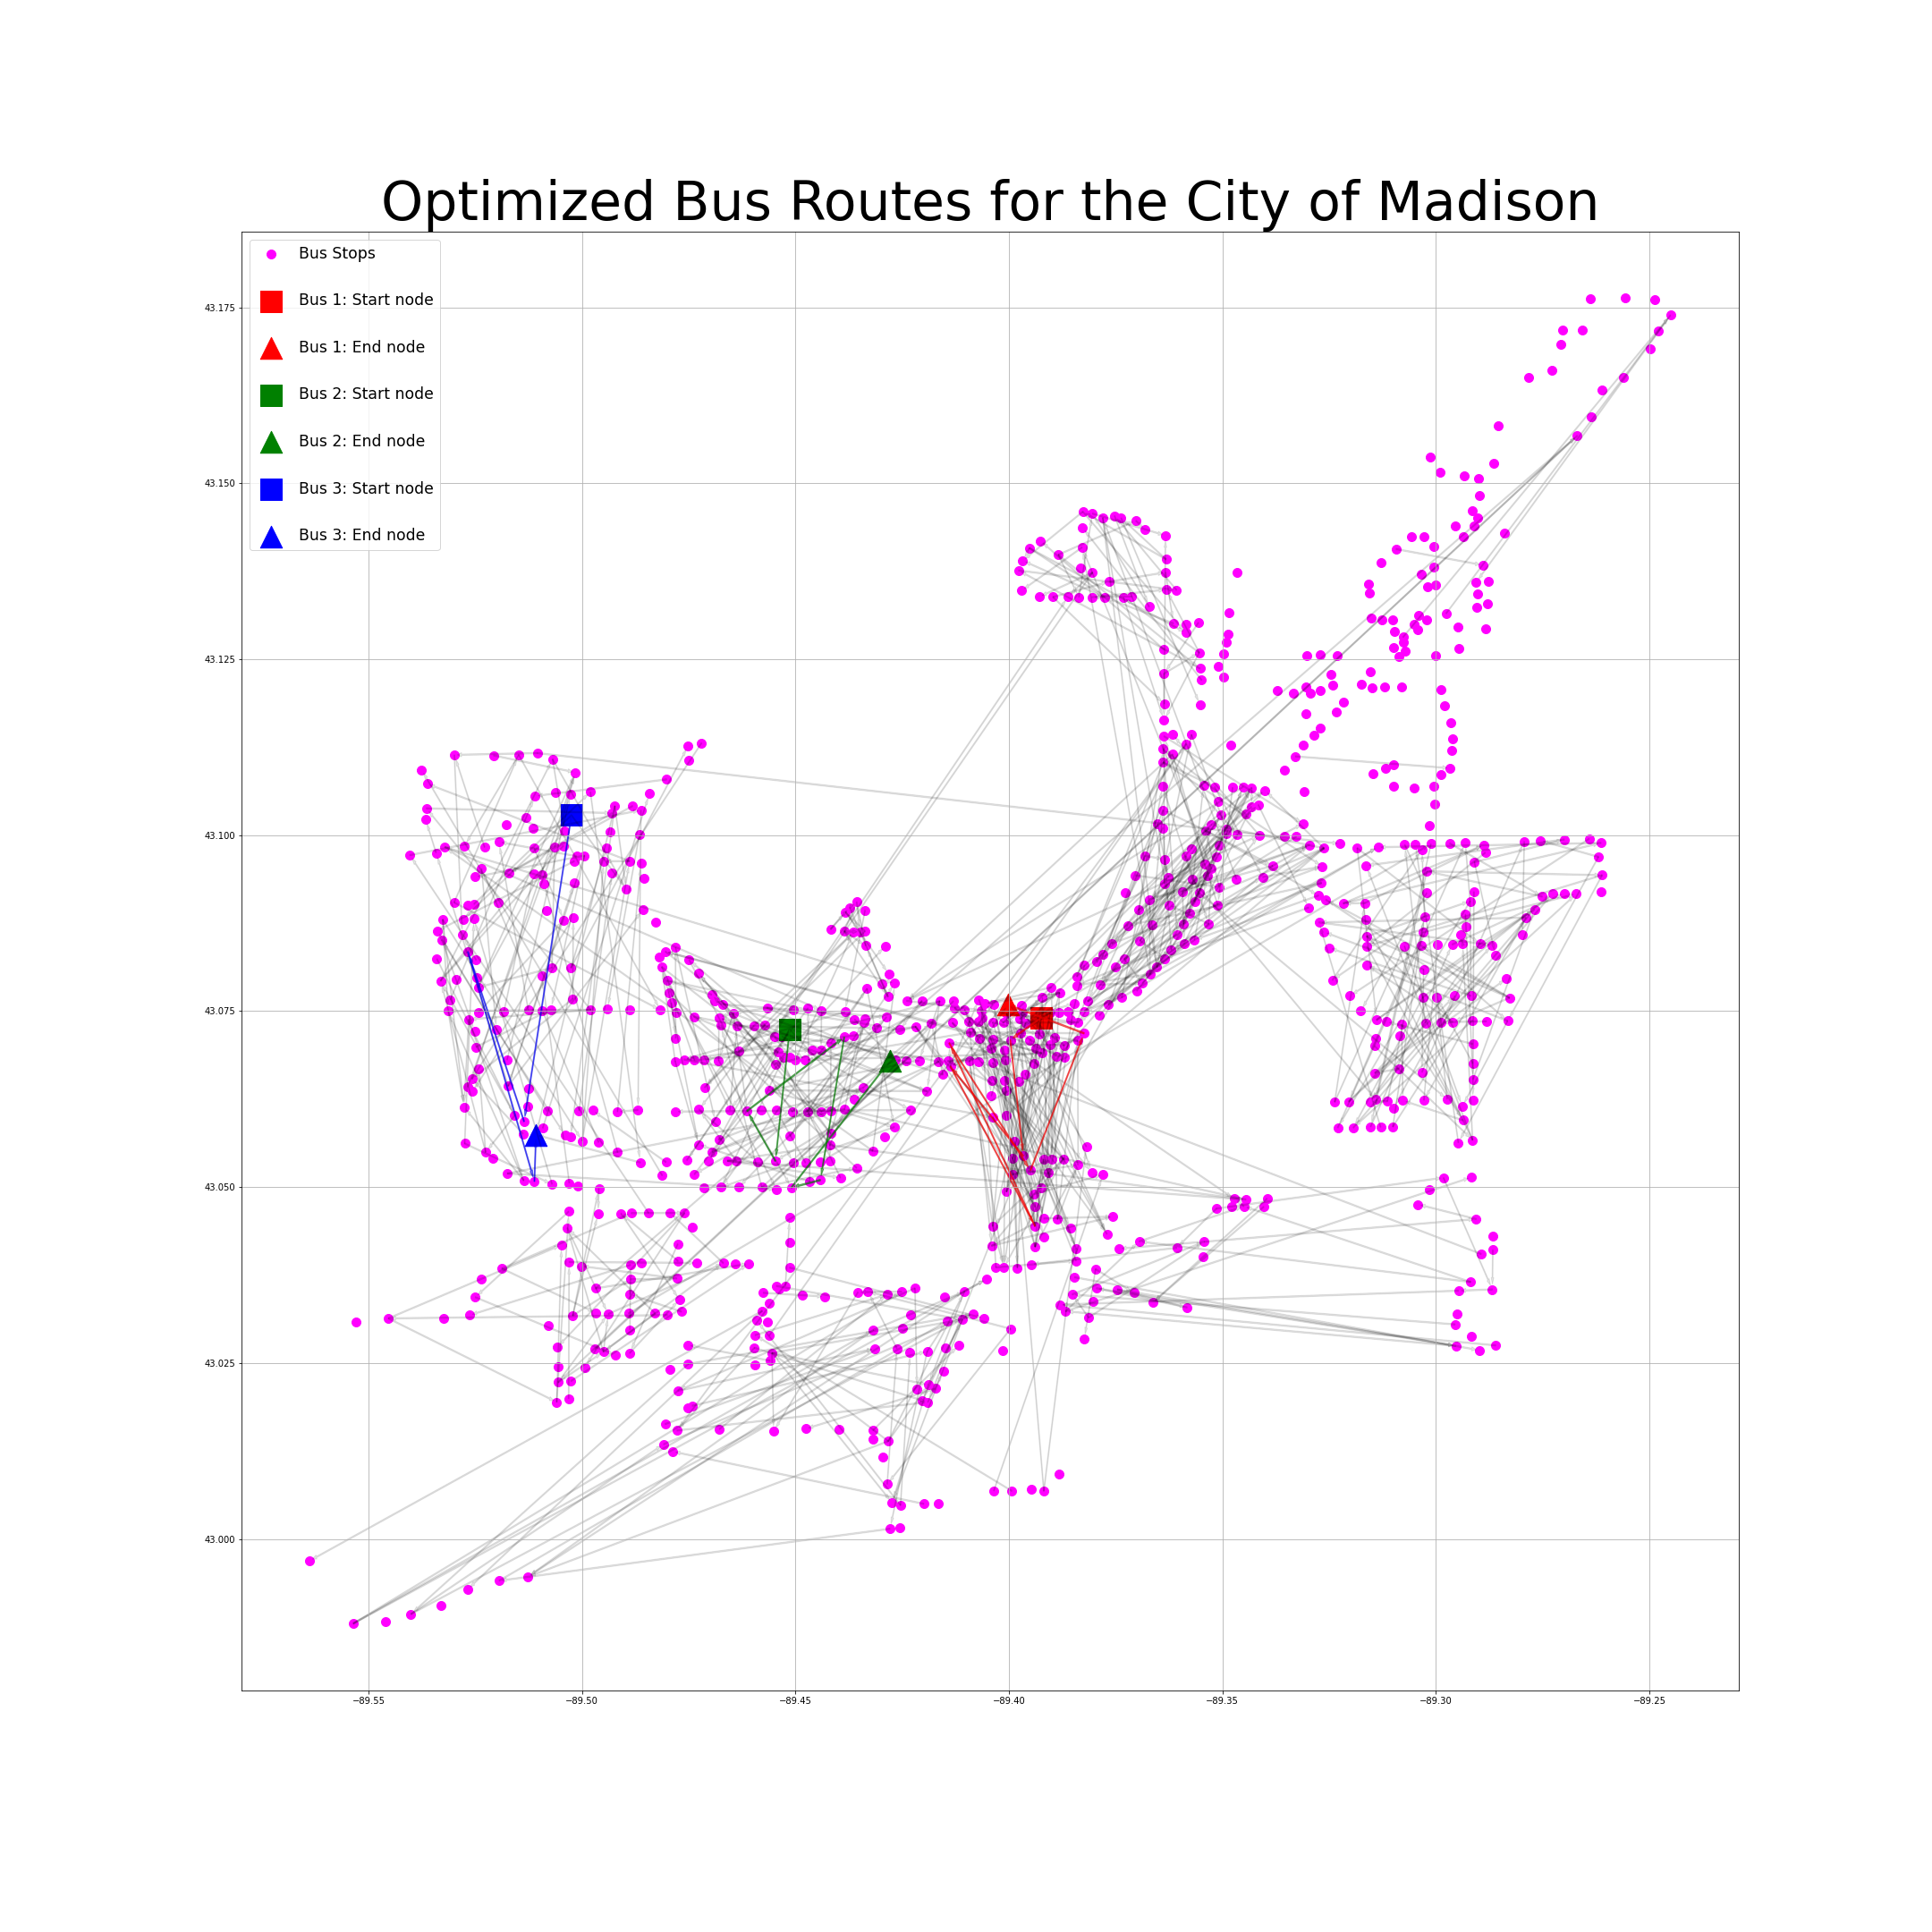 Optimized Bus Routes for the City of Madison
Bus Stops
Bus 1: Start node
Bus 1: End node
Bus 2: Start node
Bus 2: End node
Bus 3: Start node
Bus 3: End node
43.175
43.150
43.125
43.100
43.075
43.050
43.025
43.000
−89.55 −89.50 −89.45 −89.40 −89.35 −89.30 −89.25